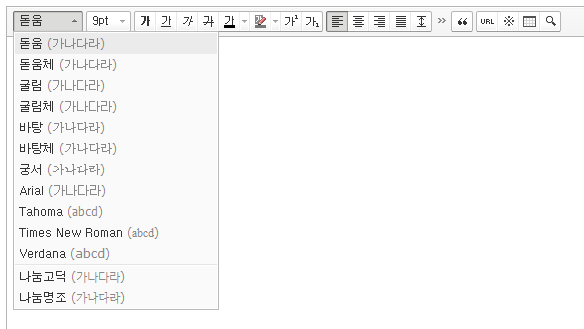 돋움 9pt 가 가 가 가 가 가 가² 가₁ » URL
돋움 (가나다라)
돋움체 (가나다라)
굴림 (가나다라)
굴림체 (가나다라)
바탕 (가나다라)
바탕체 (가나다라)
궁서 (가나다라)
Arial (가나다라)
Tahoma (abcd)
Times New Roman (abcd)
Verdana (abcd)
나눔고딕 (가나다라)
나눔명조 (가나다라)